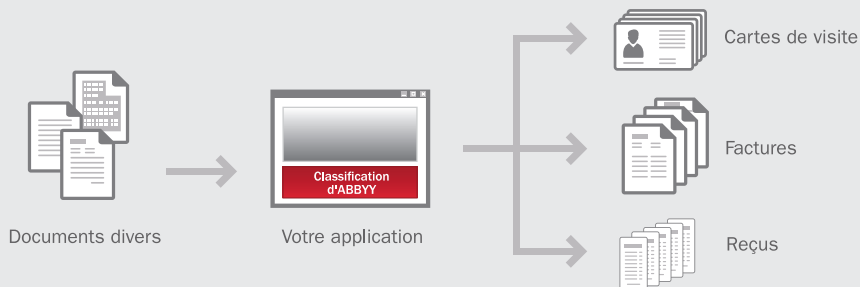 Documents divers
Classification
d'ABBYY
Votre application
Cartes de visite
Factures
Reçus